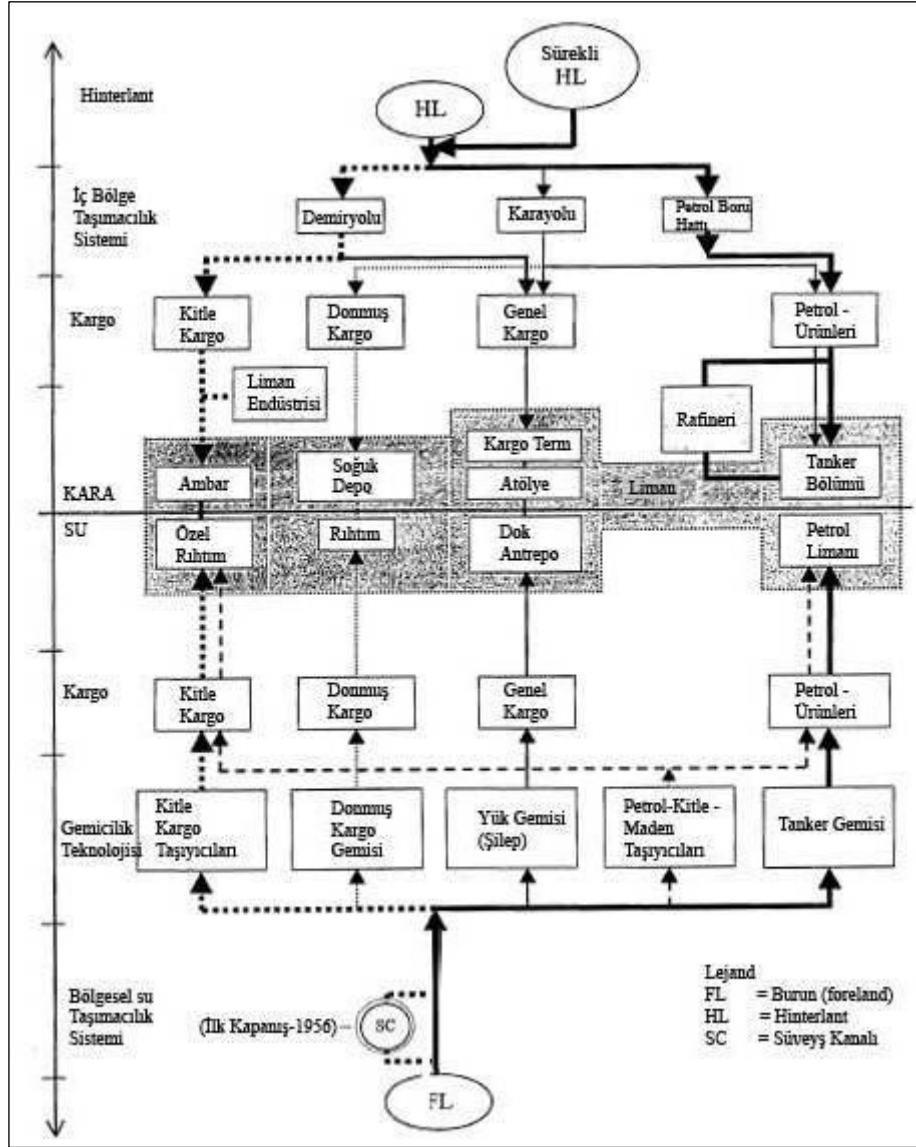 Sürekli
HL
Hinterlant
HL
İç Bölge
Taşımacılık
Sistemi
Demiryolu
Karayolu
Petrol Boru
Hattı
Kargo
Kitle
Kargo
Donmuş
Kargo
Genel
Kargo
Petrol -
Ürünleri
Liman
Endüstrisi
Rafineri
Kargo Term
Ambar
Soğuk
Depo
Atölye
Liman
Tanker
Bölümü
KARA
SU
Özel
Rıhtım
Rıhtım
Dok
Antrepo
Petrol
Limanı
Kargo
Kitle
Kargo
Donmuş
Kargo
Genel
Kargo
Petrol -
Ürünleri
Gemicilik
Teknolojisi
Kitle
Kargo
Taşıyıcıları
Donmuş
Kargo
Gemisi
Yük Gemisi
(Şilep)
Petrol-Kitle -
Maden
Taşıyıcıları
Tanker Gemisi
Bölgesel su
Taşımacılık
Sistemi
(İlk Kapanış-1956)
SC
FL
Lejand
FL = Burun (foreland)
HL = Hinterlant
SC = Süveyş Kanalı